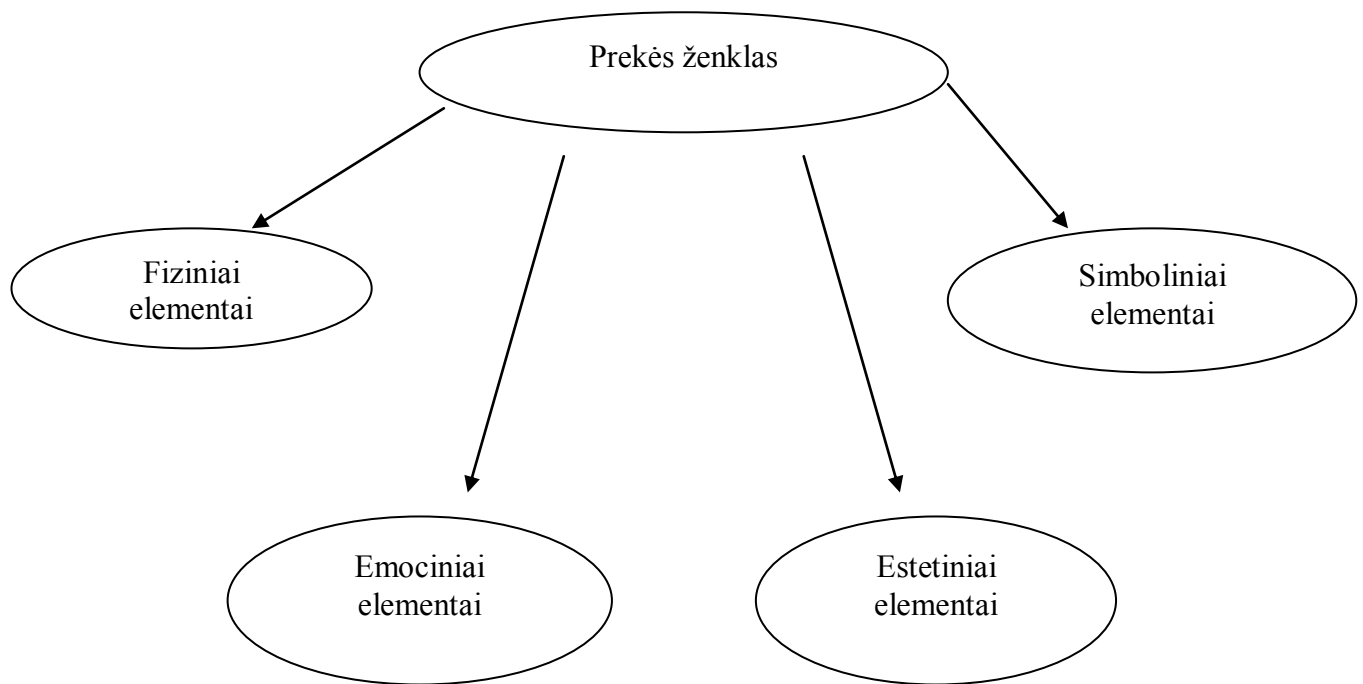 Prekės ženklas
Fiziniai
elementai
Simboliniai
elementai
Emociniai
elementai
Estetiniai
elementai